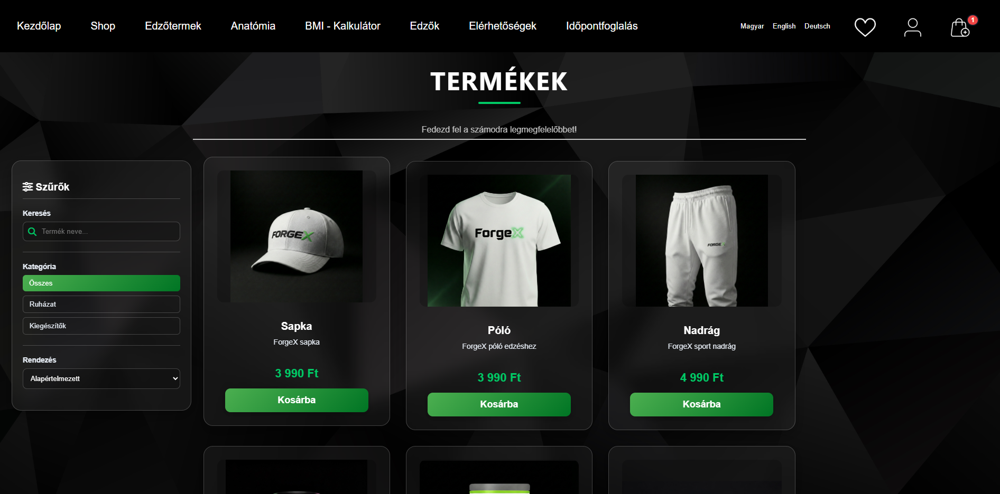 Kezdőlap Shop Edzőtermek Anatómia BMI - Kalkulátor Edzők Elérhetőségek Időpontfoglalás Magyar English Deutsch 1
TERMÉKEK
Fedezd fel a számodra legmegfelelőbbet!
Szűrők
Keresés
Termék neve...
Kategória
Összes
Ruházat
Kiegészítők
Rendezés
Alapértelmezett
FORGEX
Sapka
ForgeX sapka
3 990 Ft
Kosárba
ForgeX
Póló
ForgeX póló edzéshez
3 990 Ft
Kosárba
FORGEX
Nadrág
ForgeX sport nadrág
4 990 Ft
Kosárba